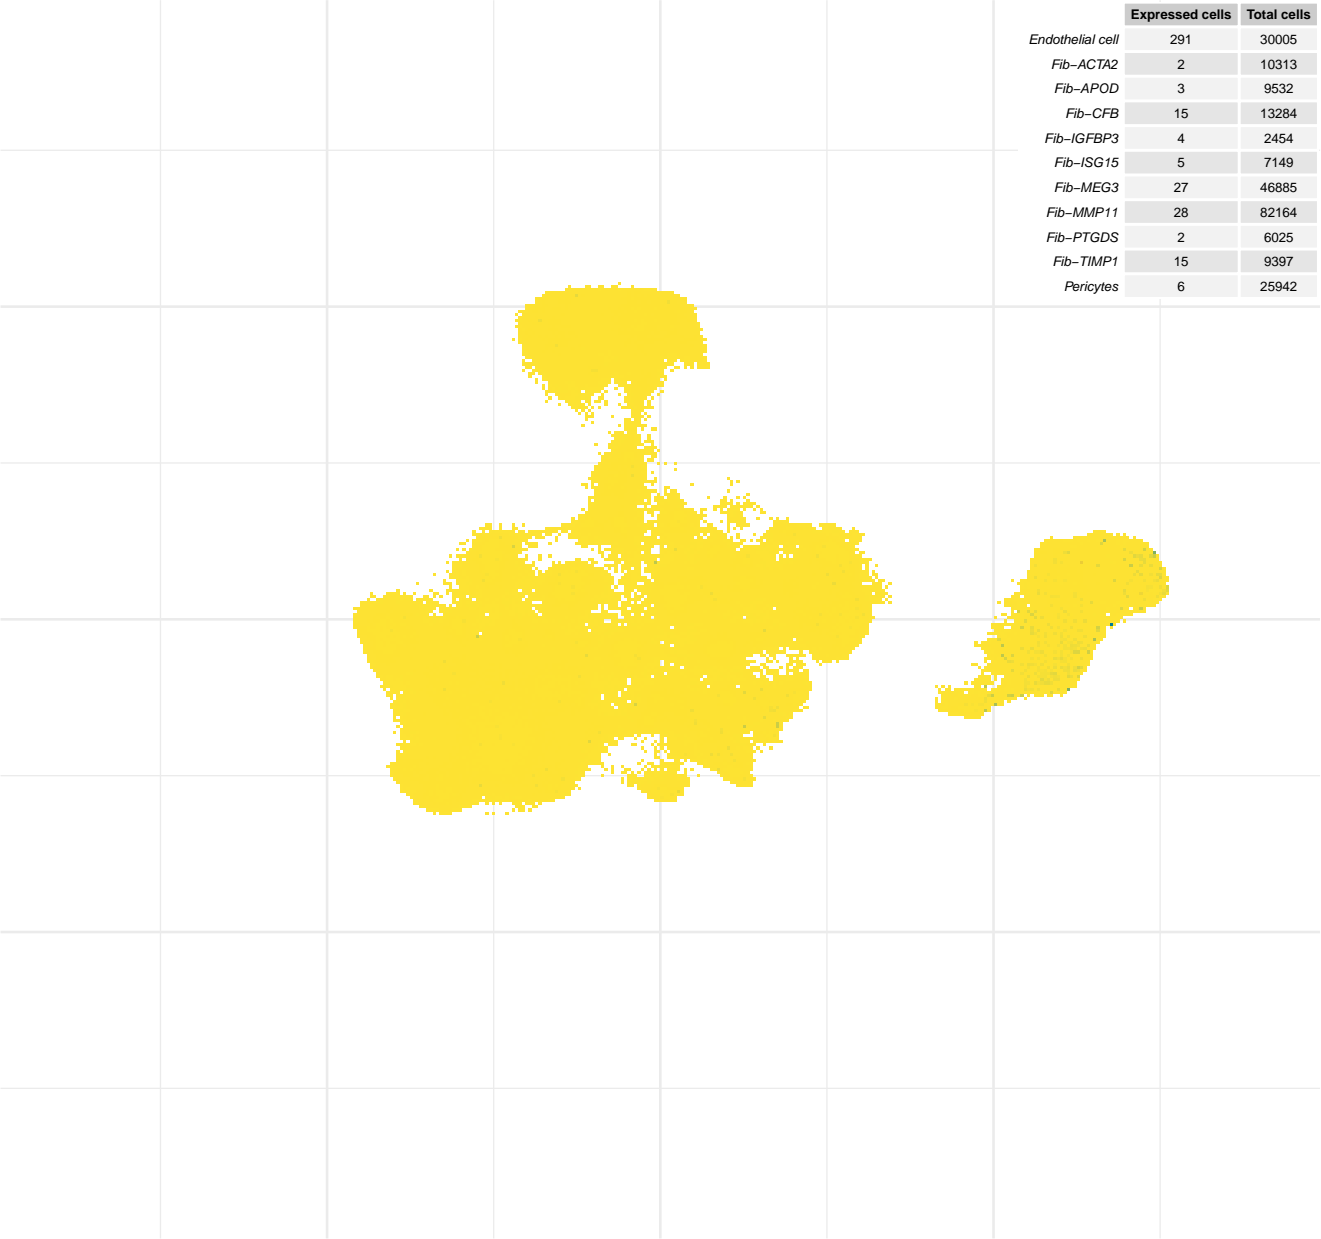 Expressed cells Total cells
Endothelial cell 291 30005
Fib−ACTA2 2 10313
Fib−APOD 3 9532
Fib−CFB 15 13284
Fib−IGFBP3 4 2454
Fib−ISG15 5 7149
Fib−MEG3 27 46885
Fib−MMP11 28 82164
Fib−PTGDS 2 6025
Fib−TIMP1 15 9397
Pericytes 6 25942